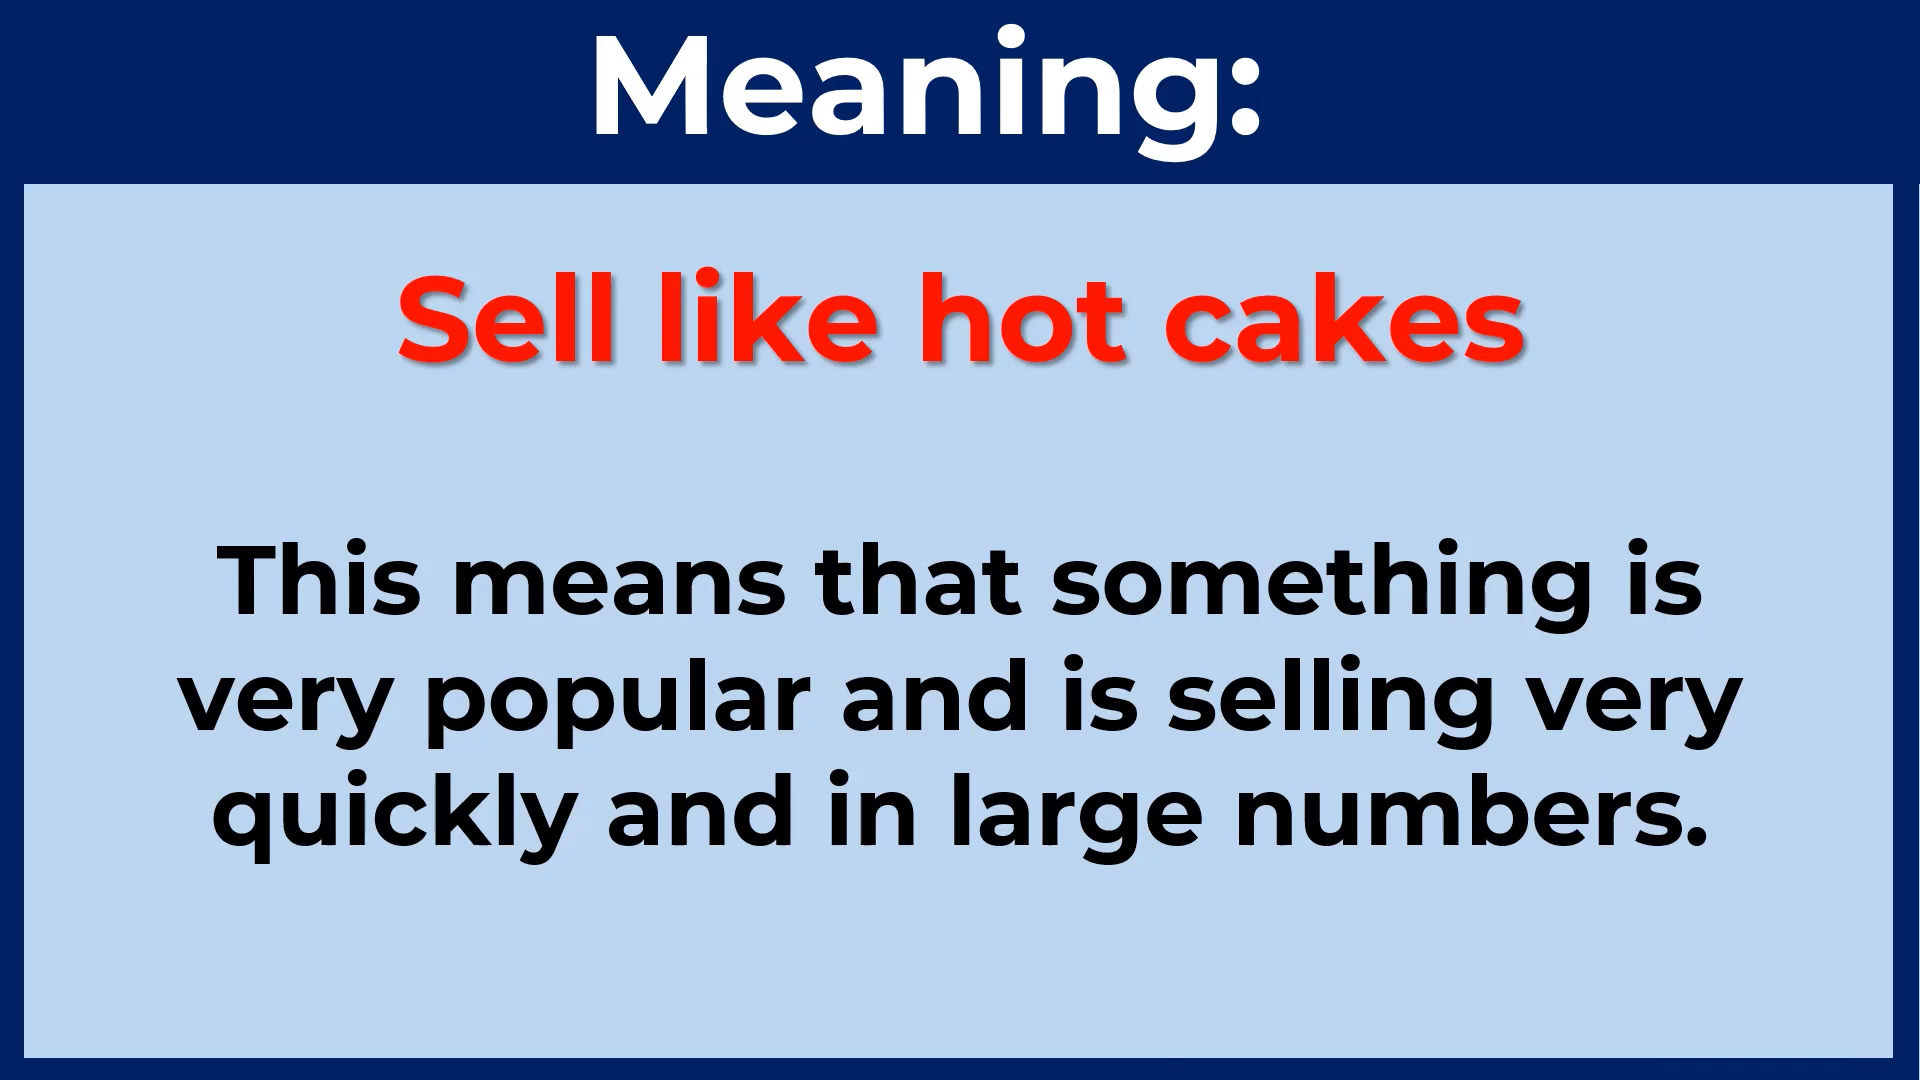 Meaning:
Sell like hot cakes
This means that something is
very popular and is selling very
quickly and in large numbers.